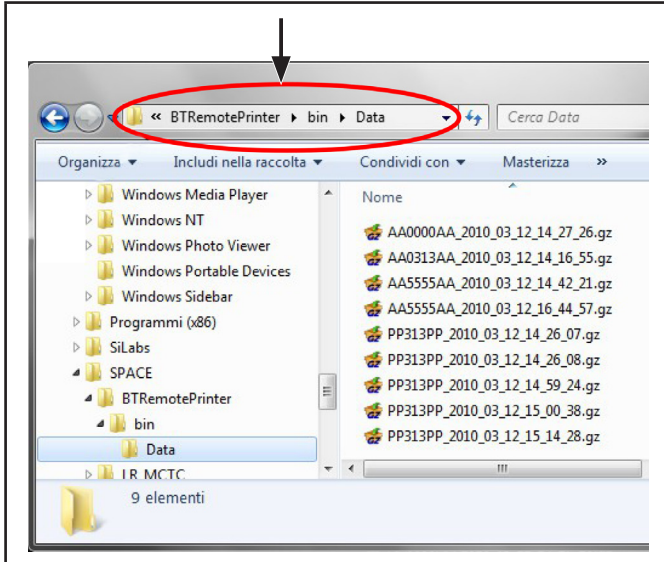 « BTRemotePrinter ▸ bin ▸ Data
Cerca Data
Organizza Includi nella raccolta Condividi con Masterizza »
Windows Media Player
Windows NT
Windows Photo Viewer
Windows Portable Devices
Windows Sidebar
Programmi (x86)
SiLabs
SPACE
BTRemotePrinter
bin
Data
LR_MCTC
Nome
AA0000AA_2010_03_12_14_27_26.gz
AA0313AA_2010_03_12_14_16_55.gz
AA5555AA_2010_03_12_14_42_21.gz
AA5555AA_2010_03_12_16_44_57.gz
PP313PP_2010_03_12_14_26_07.gz
PP313PP_2010_03_12_14_26_08.gz
PP313PP_2010_03_12_14_59_24.gz
PP313PP_2010_03_12_15_00_38.gz
PP313PP_2010_03_12_15_14_28.gz
9 elementi